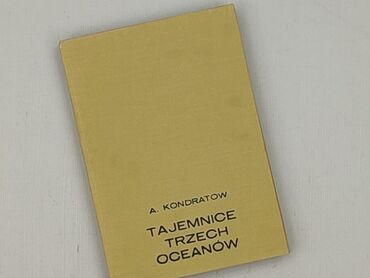 A. KONDRATOW
TAJEMNICE
TRZECH
OCEANÓW